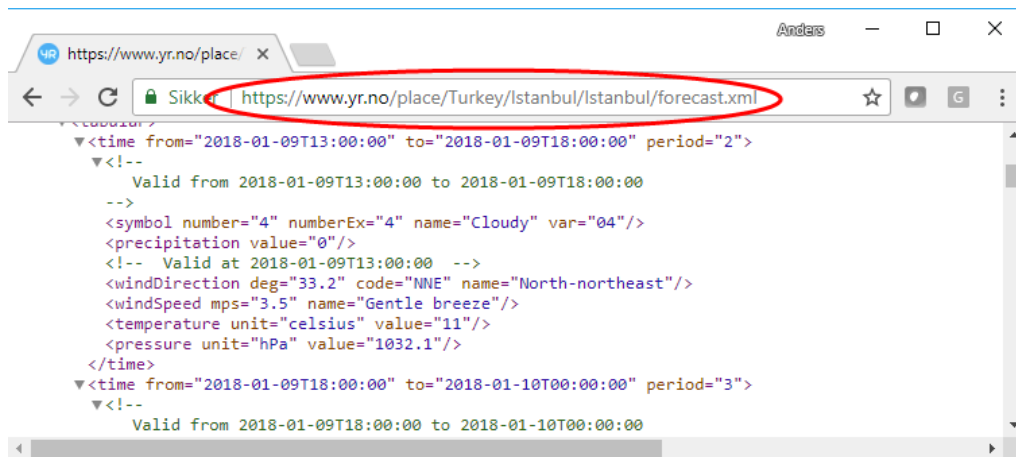 Anders
YR https://www.yr.no/place/
Sikker https://www.yr.no/place/Turkey/Istanbul/Istanbul/forecast.xml G
<tabular>
▼<time from="2018-01-09T13:00:00" to="2018-01-09T18:00:00" period="2">
▼<!--
Valid from 2018-01-09T13:00:00 to 2018-01-09T18:00:00
-->
<symbol number="4" numberEx="4" name="Cloudy" var="04"/>
<precipitation value="0"/>
<!-- Valid at 2018-01-09T13:00:00 -->
<windDirection deg="33.2" code="NNE" name="North-northeast"/>
<windSpeed mps="3.5" name="Gentle breeze"/>
<temperature unit="celsius" value="11"/>
<pressure unit="hPa" value="1032.1"/>
</time>
▼<time from="2018-01-09T18:00:00" to="2018-01-10T00:00:00" period="3">
▼<!--
Valid from 2018-01-09T18:00:00 to 2018-01-10T00:00:00